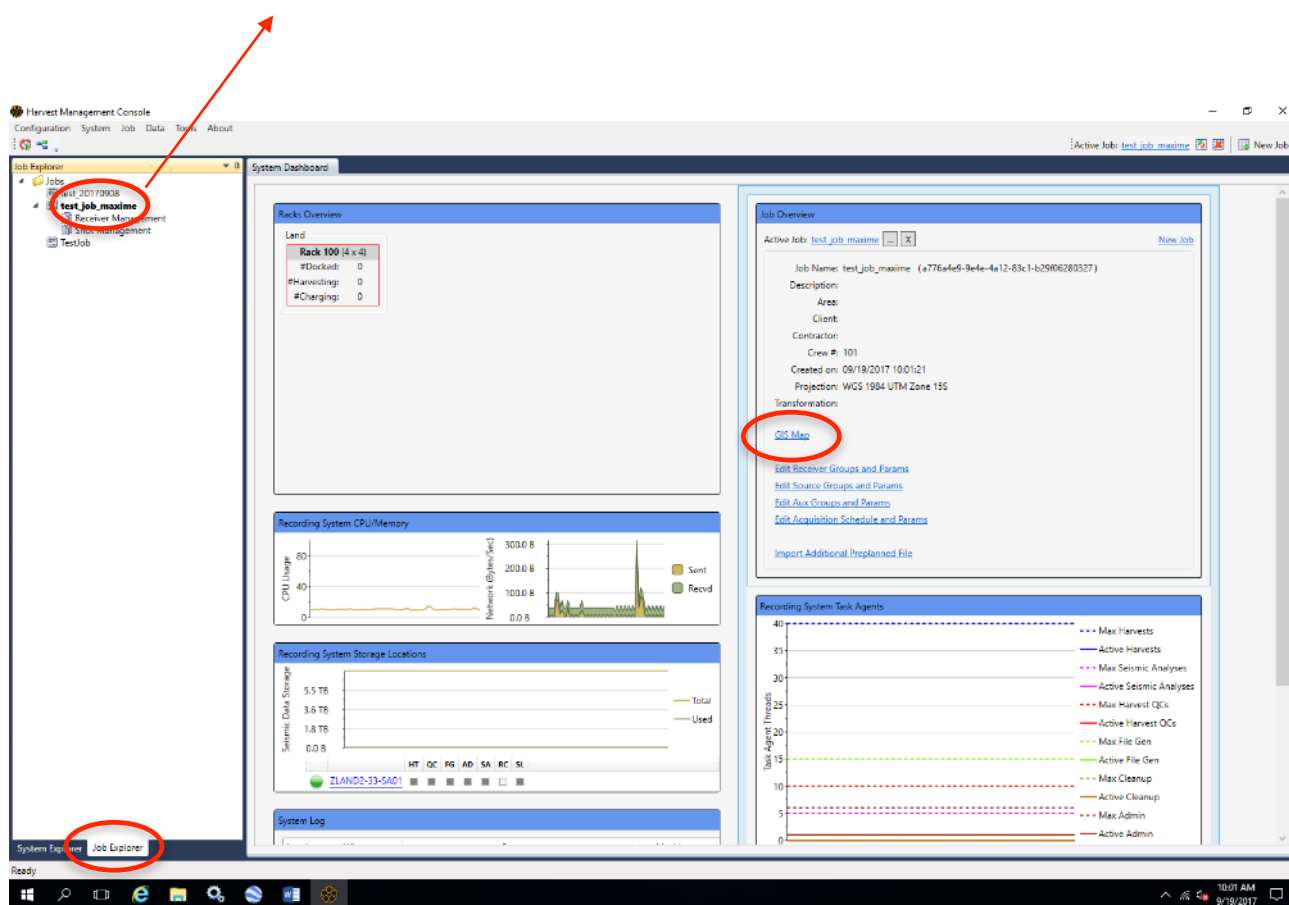 Harvest Management Console
Configuration System Job Data Tools About
Active Job: test_job_maxime New Job
Job Explorer
System Dashboard
Jobs
test_20170908
test_job_maxime
Receiver Management
Shot Management
TestJob
Racks Overview
Land
Rack 100 (4 x 4)
#Docked: 0
#Harvesting: 0
#Charging: 0
Job Overview
Active Job: test_job_maxime ... X New Job
Job Name: test_job_maxime (a776a4e9-9e4e-4a12-83c1-b29f06280327)
Description:
Area:
Client:
Contractor:
Crew #: 101
Created on: 09/19/2017 10:01:21
Projection: WGS 1984 UTM Zone 15S
Transformation:
GIS Map
Edit Receiver Groups and Params
Edit Source Groups and Params
Edit Aux Groups and Params
Edit Acquisition Schedule and Params
Import Additional Preplanned File
Recording System CPU/Memory
CPU Usage
80
40
0
Network (Bytes/Sec)
300.0 B
200.0 B
100.0 B
0.0 B
Sent
Recvd
Recording System Storage Locations
Seismic Data Storage
5.5 TB
3.6 TB
1.8 TB
0.0 B
Total
Used
HT QC FG AD SA RC SL
ZLAND2-33-SA01
System Log
Recording System Task Agents
Task Agent Threads
40
35
30
25
20
15
10
5
0
Max Harvests
Active Harvests
Max Seismic Analyses
Active Seismic Analyses
Max Harvest QCs
Active Harvest QCs
Max File Gen
Active File Gen
Max Cleanup
Active Cleanup
Max Admin
Active Admin
System Explorer Job Explorer
Ready
10:01 AM
9/19/2017